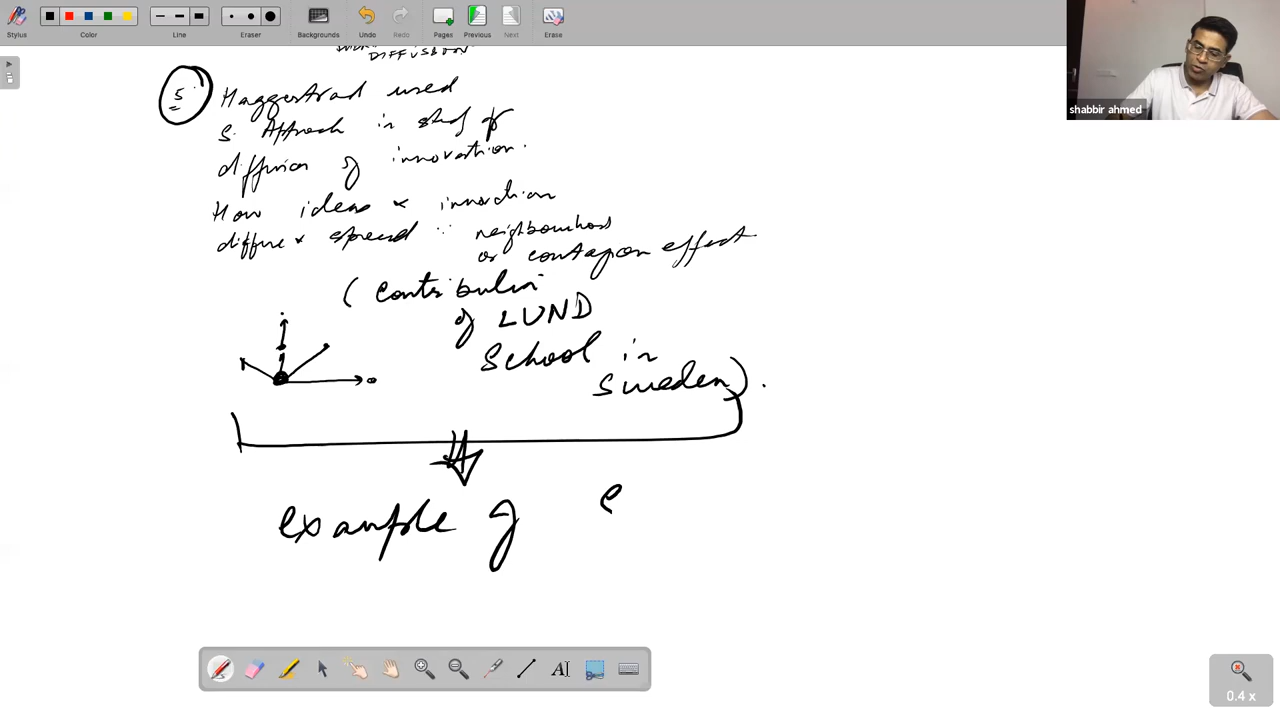 Stylus
Color
Line
Eraser
Backgrounds
Undo
Redo
Pages
Previous
Next
Erase
shabbir ahmed
DIFFUSION
5 Haggestrad used
S. Approach in study of
diffusion of innovation.
How ideas & innovation
diffuse & spread ∵ neighbourhood
or contagion effect
(Contribution
of LUND
School in
Sweden).
example of e
0.4 x